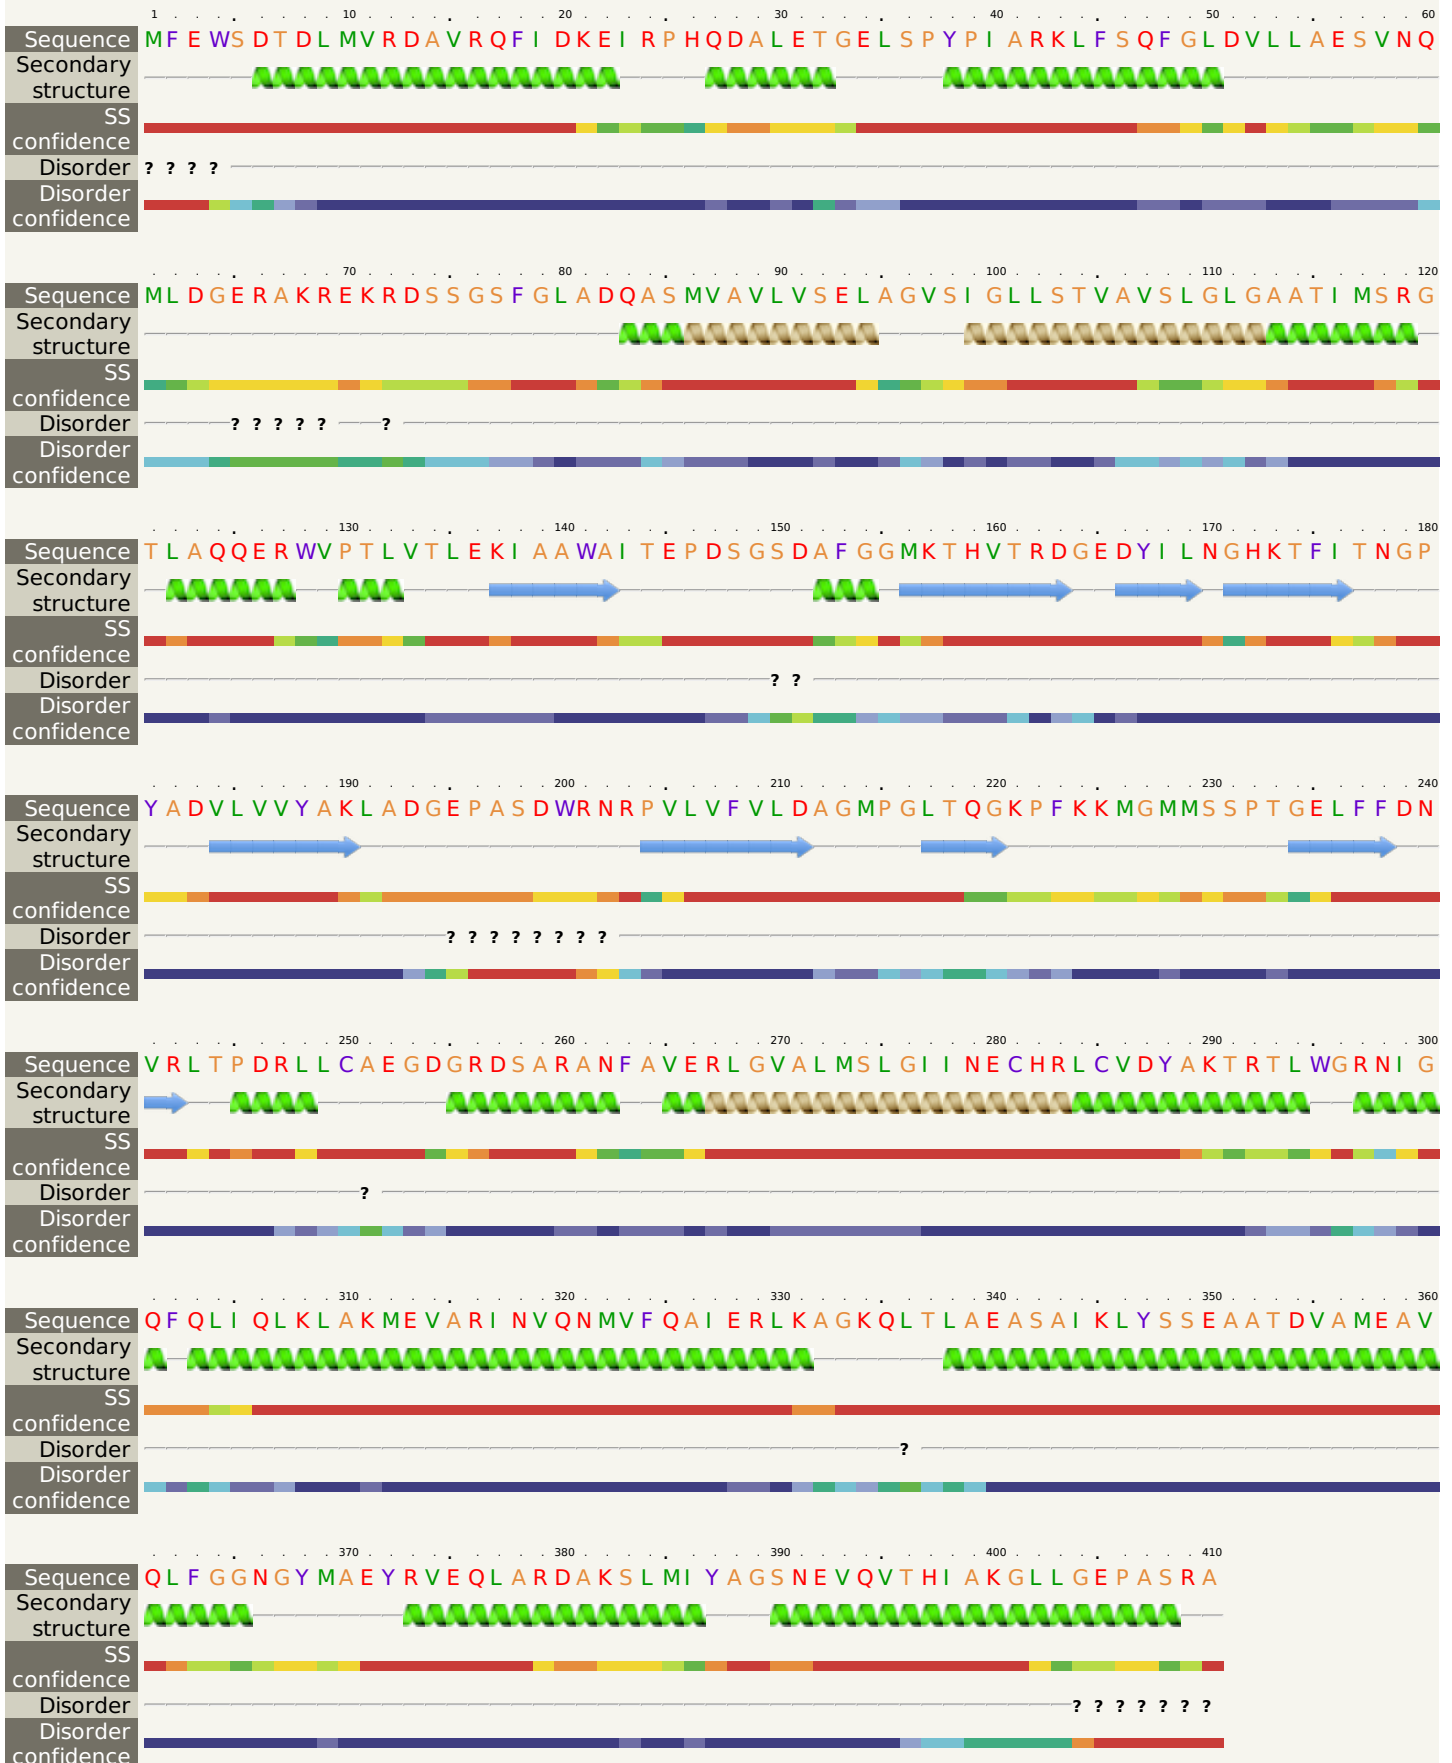 1 10 20 30 40 50 60
Sequence MFEWSDTDLMVRDAVRQFIDKEIRPHQDALETGELSPYPIARKLFSQFGLDVLLAESVNQ
Secondary
structure
SS
confidence
Disorder ? ? ? ?
Disorder
confidence
70 80 90 100 110 120
Sequence MLDGERAKREKRDSSGSFGLADQASMVAVLVSELAGVSIGLLSTVAVSLGLGAATIMSRG
Secondary
structure
SS
confidence
Disorder ? ? ? ? ? ?
Disorder
confidence
130 140 150 160 170 180
Sequence TLAQQERWVPTLVTLEKIAAWAITEPDSGSDAFGGMKTHVTRDGEDYILNGHKTFITNGP
Secondary
structure
SS
confidence
Disorder ? ?
Disorder
confidence
190 200 210 220 230 240
Sequence YADVLVVYAKLADGEPASDWRNRPVLVFVLDAGMPGLTQGKPFKKMGMMSSPTGELFFDN
Secondary
structure
SS
confidence
Disorder ? ? ? ? ? ? ? ?
Disorder
confidence
250 260 270 280 290 300
Sequence VRLTPDRLLCAEGDGRDSARANFAVERLGVALMSLGIINECHRLCVDYAKTRTLWGRNIG
Secondary
structure
SS
confidence
Disorder ?
Disorder
confidence
310 320 330 340 350 360
Sequence QFQLIQLKLAKMEVARINVQNMVFQAIERLKAGKQLTLAEASAIKLYSSEAATDVAMEAV
Secondary
structure
SS
confidence
Disorder ?
Disorder
confidence
370 380 390 400 410
Sequence QLFGGNGYMAEYRVEQLARDAKSLMIYAGSNEVQVTHIAKGLLGEPASRA
Secondary
structure
SS
confidence
Disorder ? ? ? ? ? ? ?
Disorder
confidence